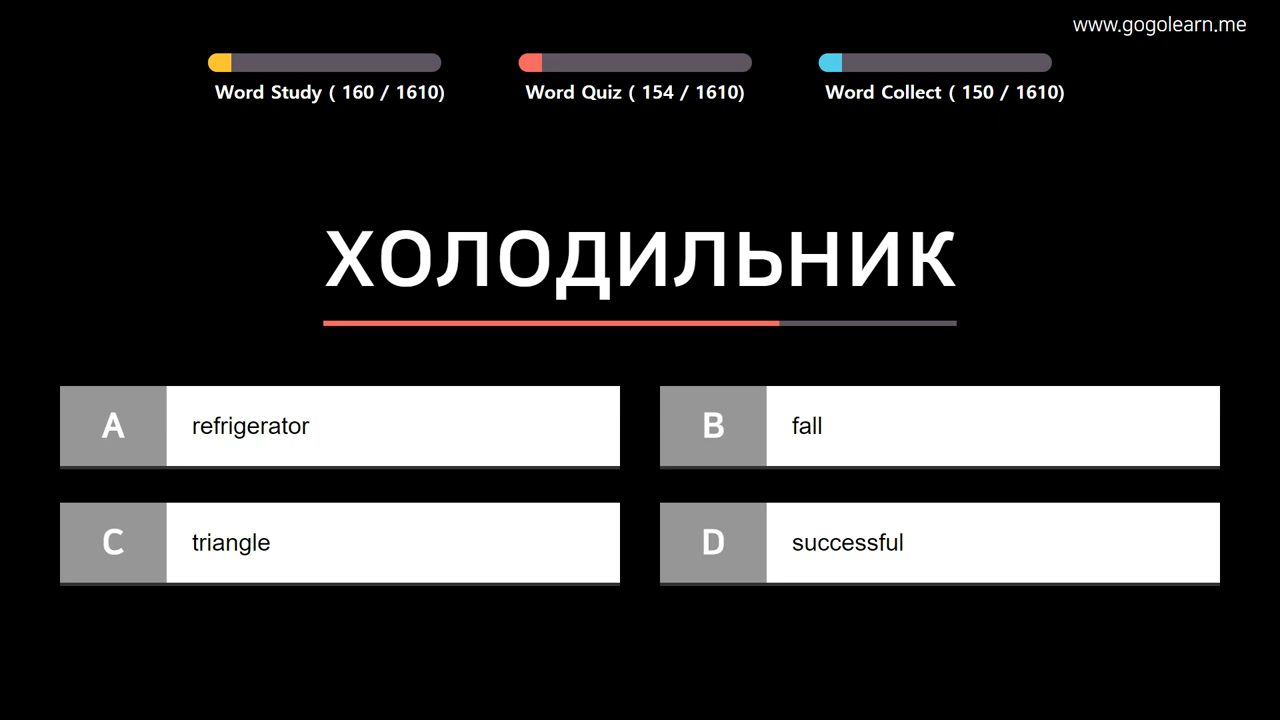 www.gogolearn.me
Word Study ( 160 / 1610)
Word Quiz ( 154 / 1610)
Word Collect ( 150 / 1610)
ХОЛОДИЛЬНИК
A refrigerator
B fall
C triangle
D successful